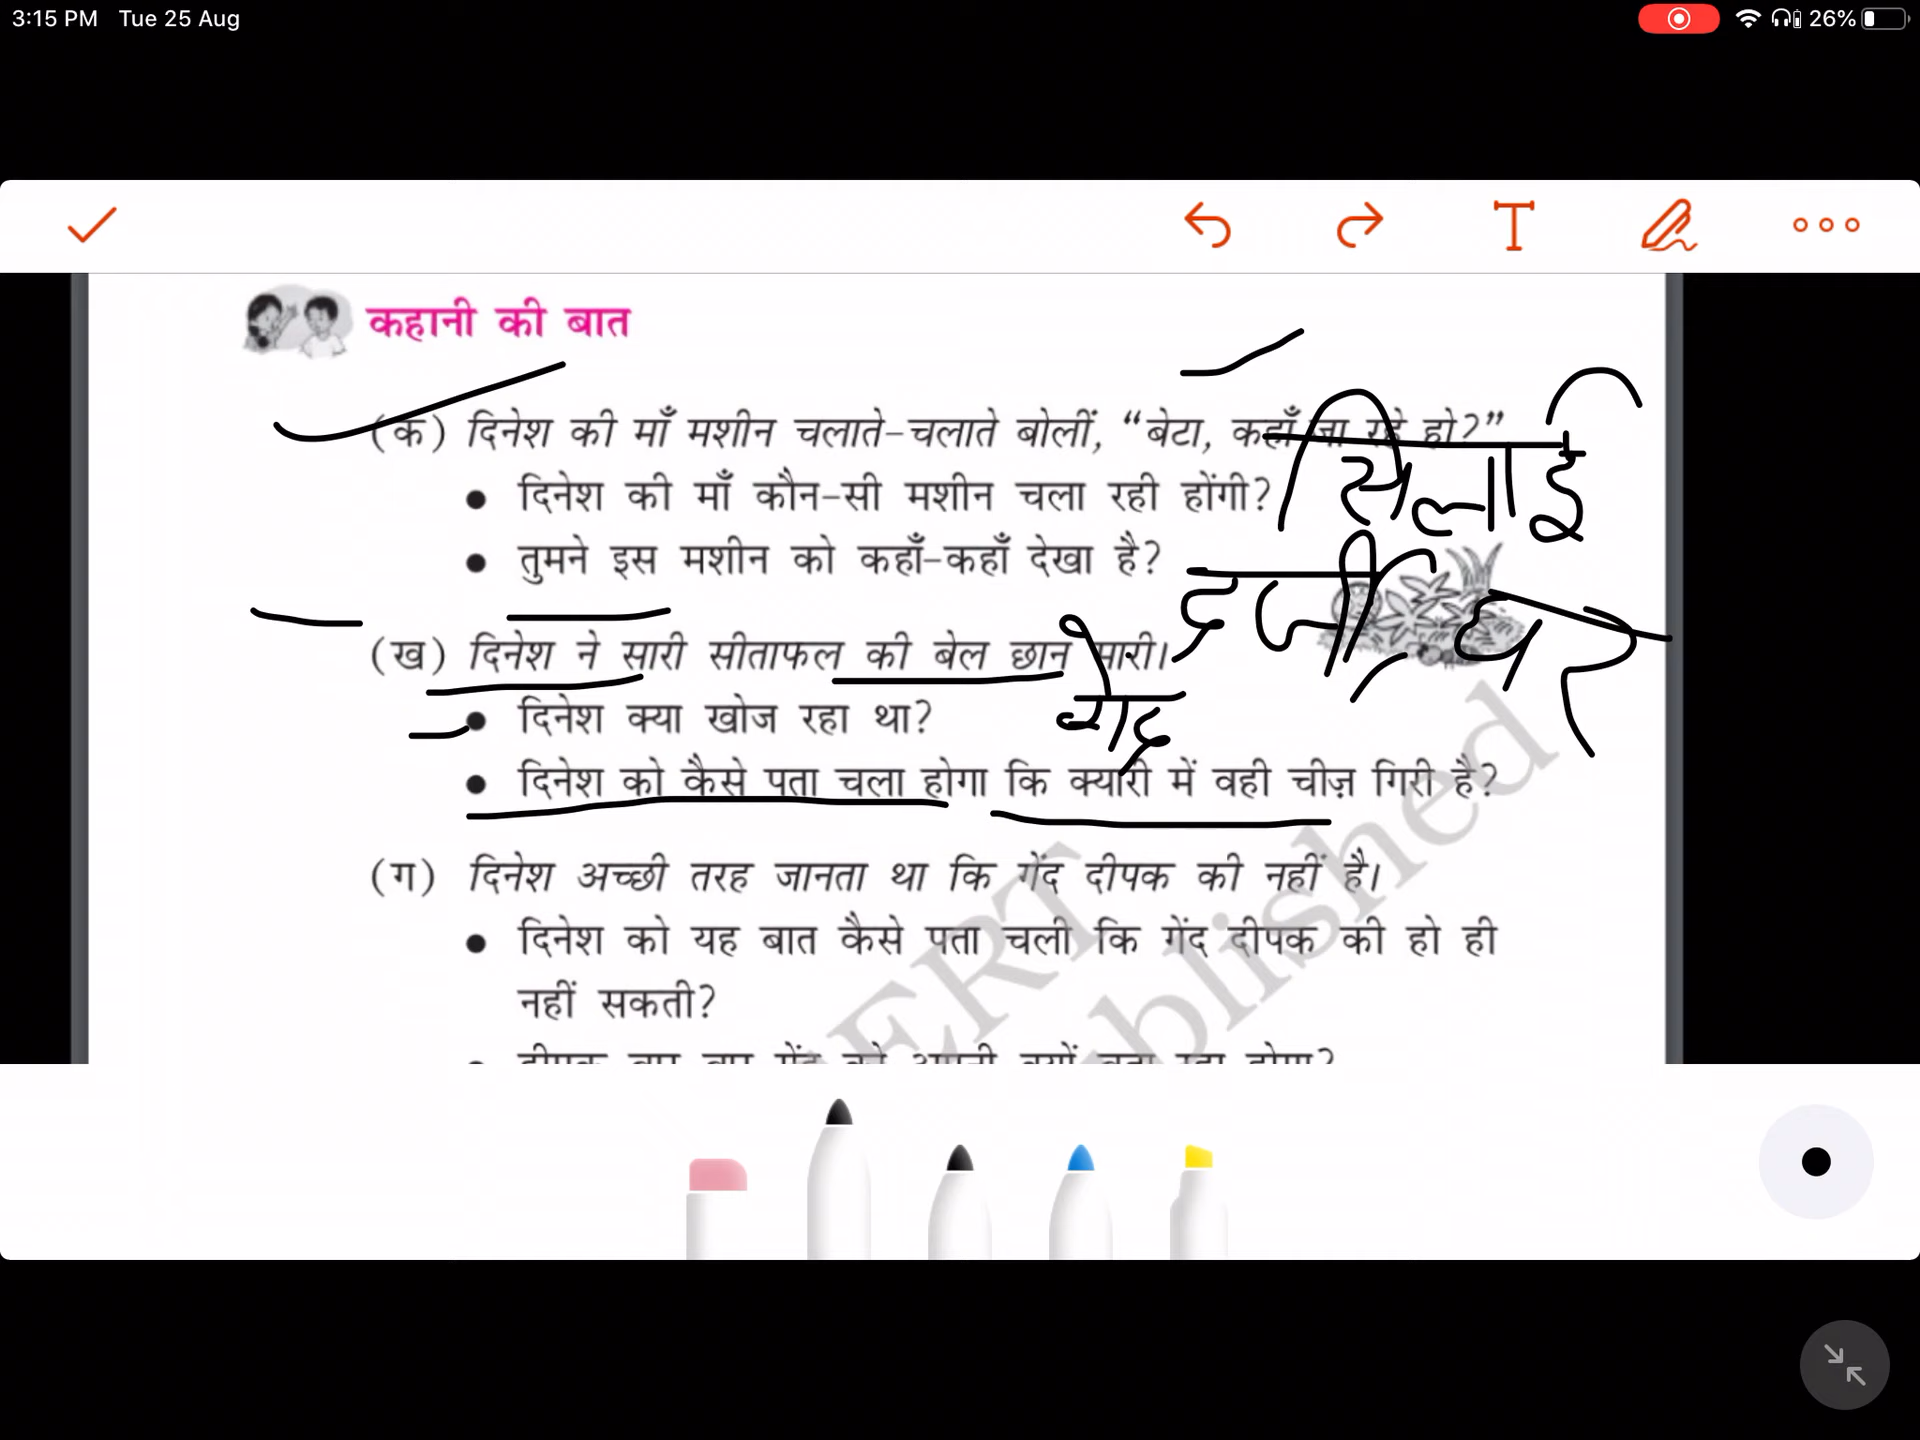 3:15 PM Tue 25 Aug
26%
कहानी की बात
(क) दिनेश की माँ मशीन चलाते-चलाते बोलीं, “बेटा, कहाँ जा रहे हो?”
• दिनेश की माँ कौन-सी मशीन चला रही होंगी? सिलाई
• तुमने इस मशीन को कहाँ-कहाँ देखा है? दर्जी, घर
(ख) दिनेश ने सारी सीताफल की बेल छान मारी।
• दिनेश क्या खोज रहा था? गेंद
• दिनेश को कैसे पता चला होगा कि क्यारी में वही चीज़ गिरी है?
(ग) दिनेश अच्छी तरह जानता था कि गेंद दीपक की नहीं है।
• दिनेश को यह बात कैसे पता चली कि गेंद दीपक की हो ही
नहीं सकती?